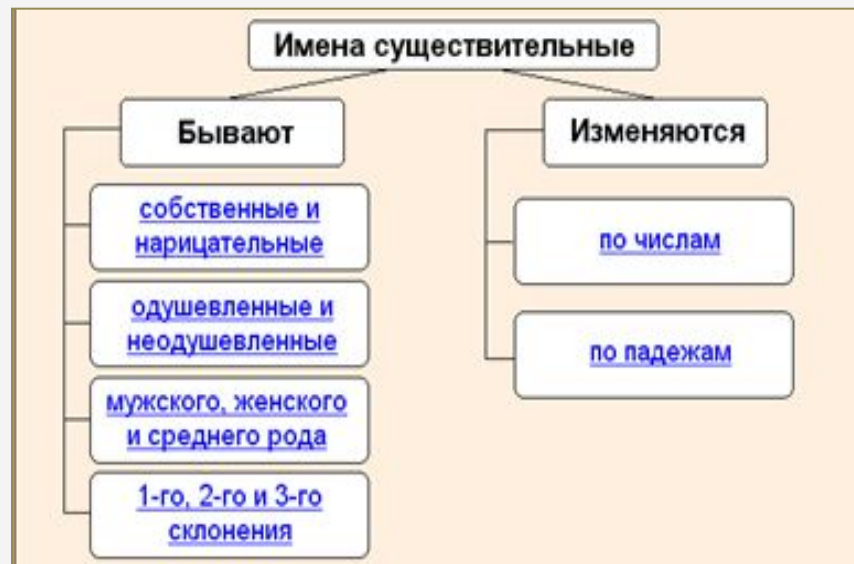 Имена существительные
Бывают
собственные и
нарицательные
одушевленные и
неодушевленные
мужского, женского
и среднего рода
1-го, 2-го и 3-го
склонения
Изменяются
по числам
по падежам